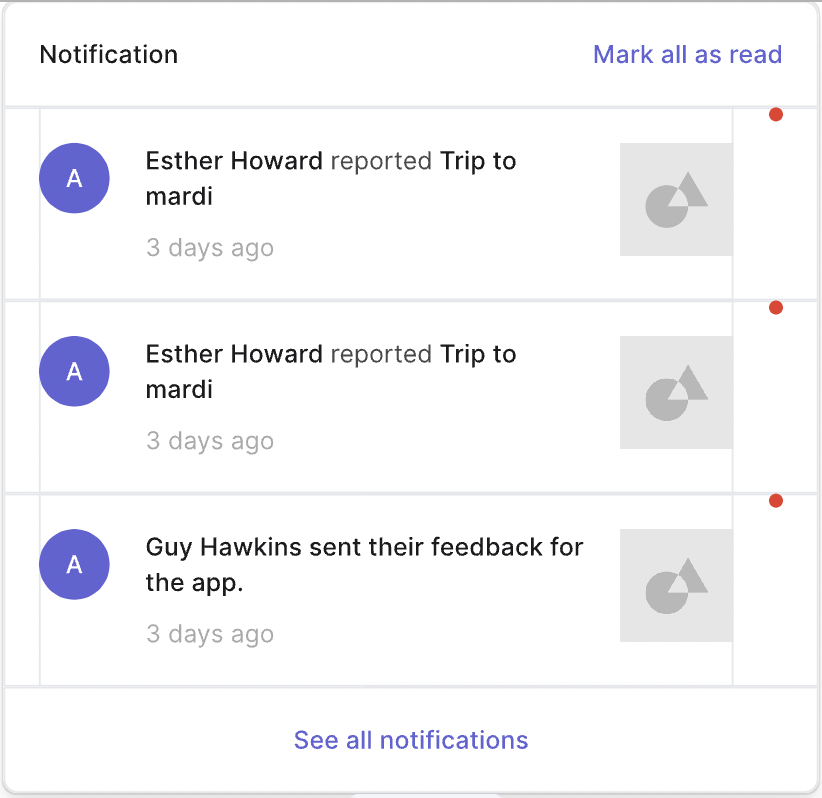 Notification
Mark all as read
A
Esther Howard reported Trip to
mardi
3 days ago
A
Esther Howard reported Trip to
mardi
3 days ago
A
Guy Hawkins sent their feedback for
the app.
3 days ago
See all notifications